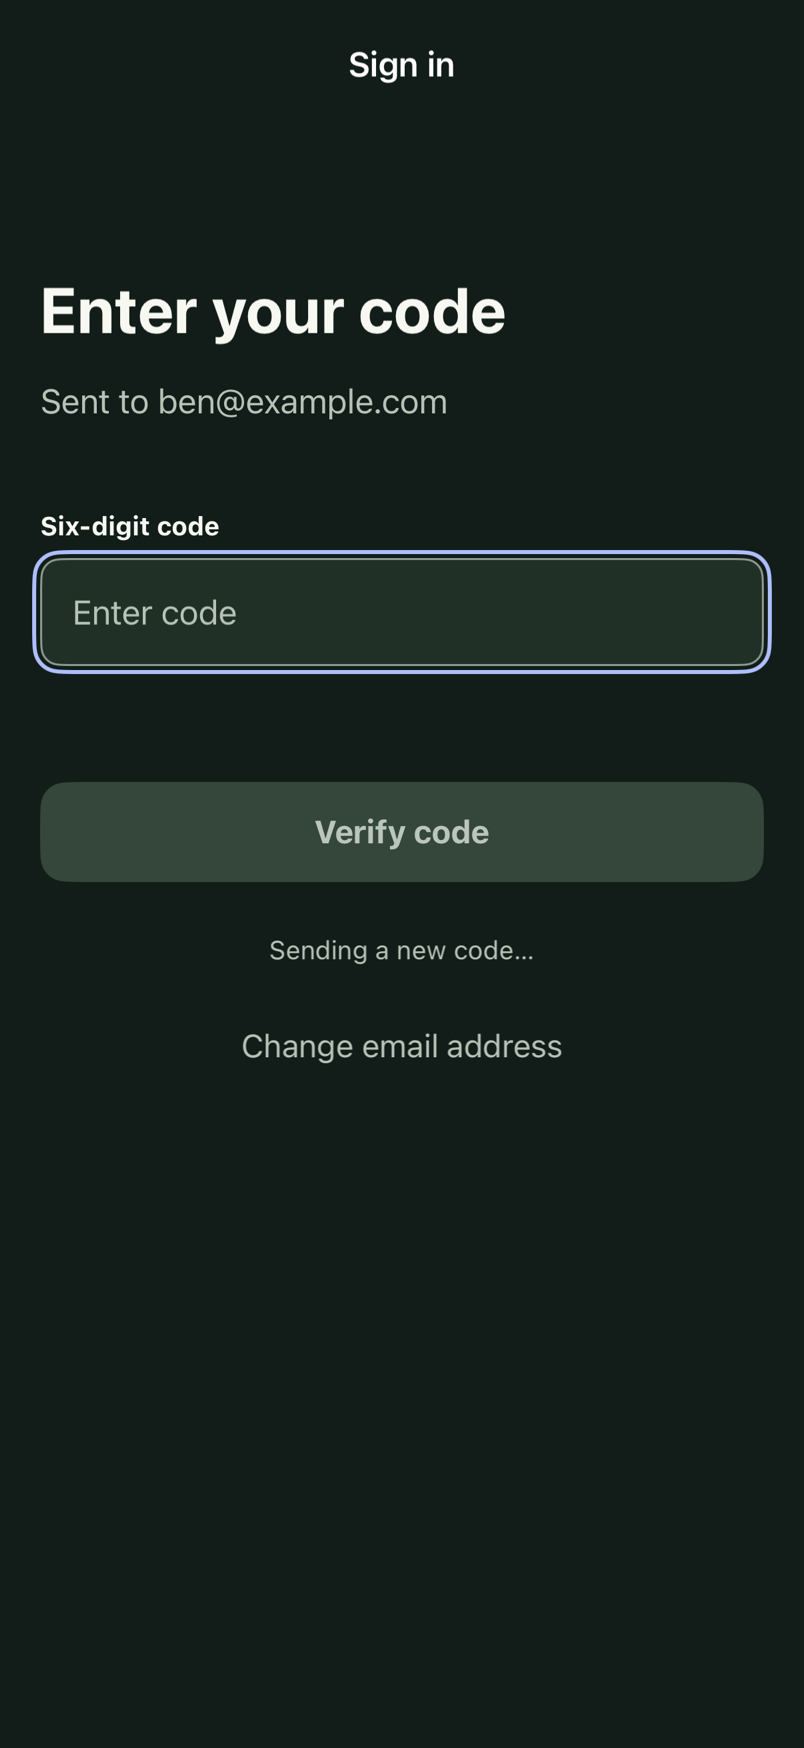 Sign in
Enter your code
Sent to ben@example.com
Six-digit code
Enter code
Verify code
Sending a new code...
Change email address